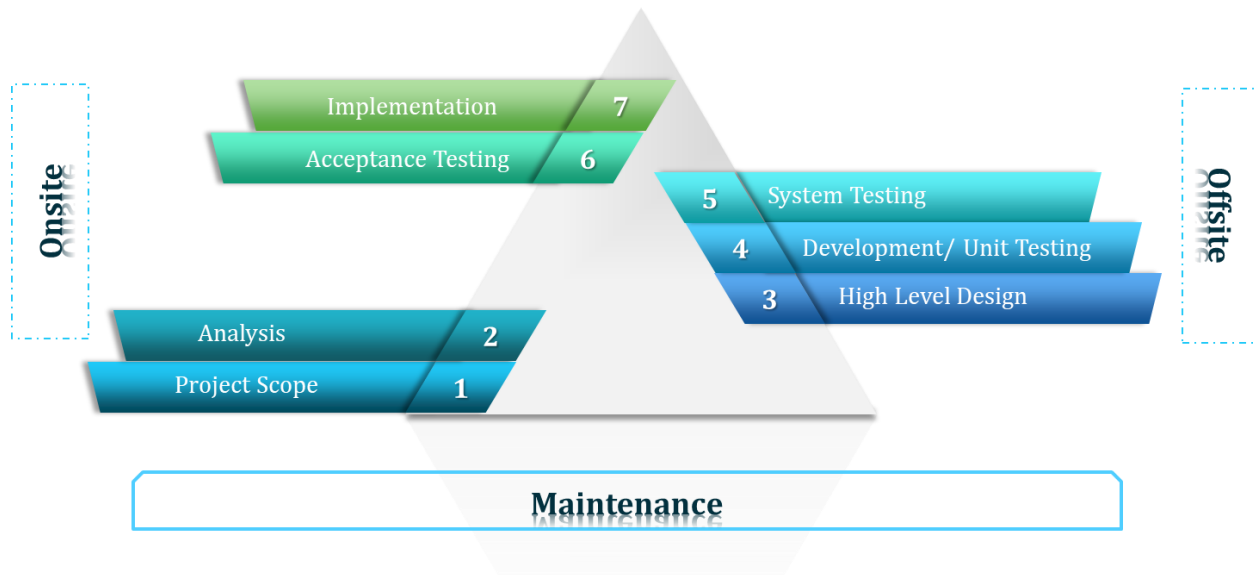 Implementation 7
Acceptance Testing 6
Onsite
5 System Testing
4 Development/ Unit Testing
3 High Level Design
Offsite
Analysis 2
Project Scope 1
Maintenance